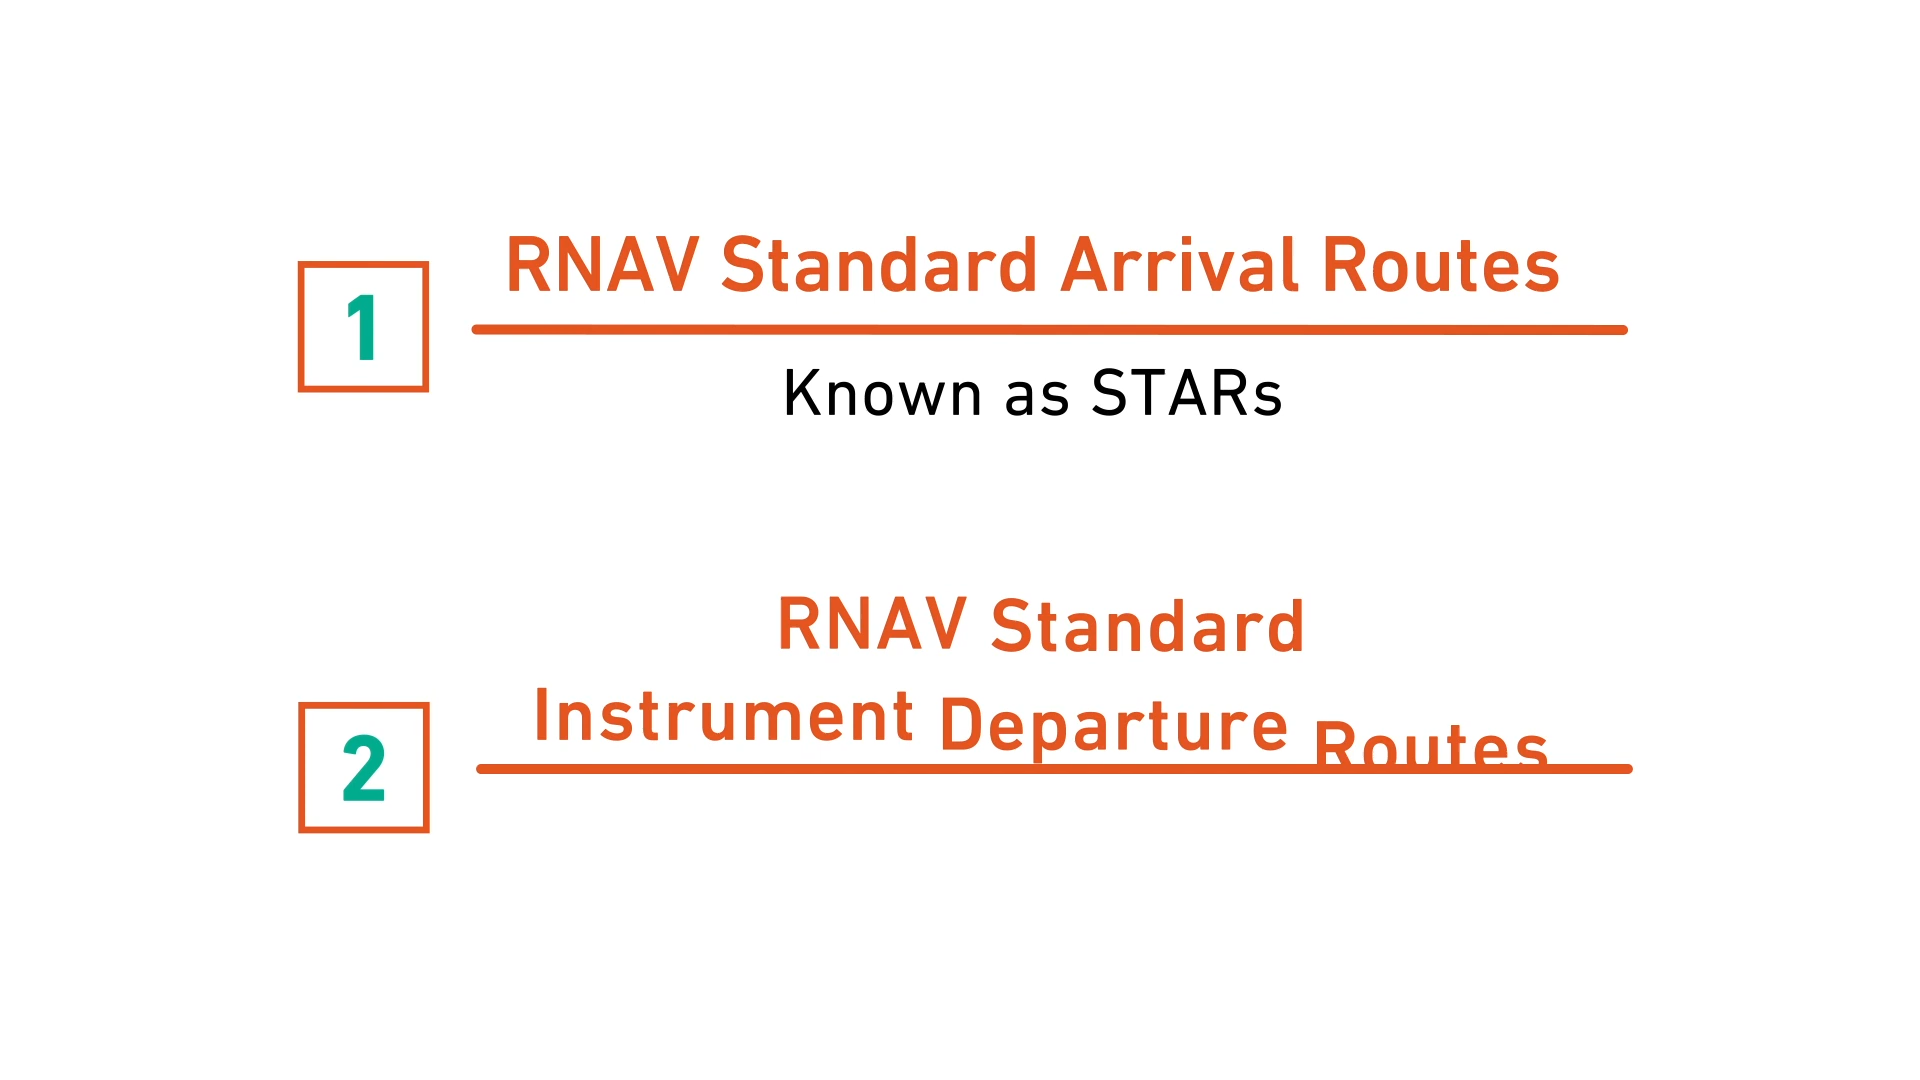 1
RNAV Standard Arrival Routes
Known as STARs
2
RNAV Standard
Instrument Departure Routes